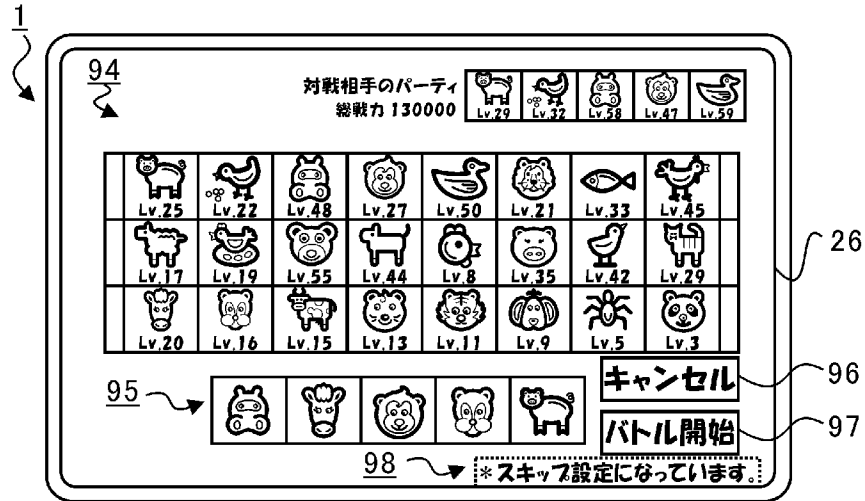 1
94
対戦相手のパーティ
総戦力 130000
Lv.29 Lv.32 Lv.58 Lv.47 Lv.59
Lv.25 Lv.22 Lv.48 Lv.27 Lv.50 Lv.21 Lv.33 Lv.45
Lv.17 Lv.19 Lv.55 Lv.44 Lv.8 Lv.35 Lv.42 Lv.29
26
Lv.20 Lv.16 Lv.15 Lv.13 Lv.11 Lv.9 Lv.5 Lv.3
キャンセル 96
95
バトル開始 97
98 *スキップ設定になっています。